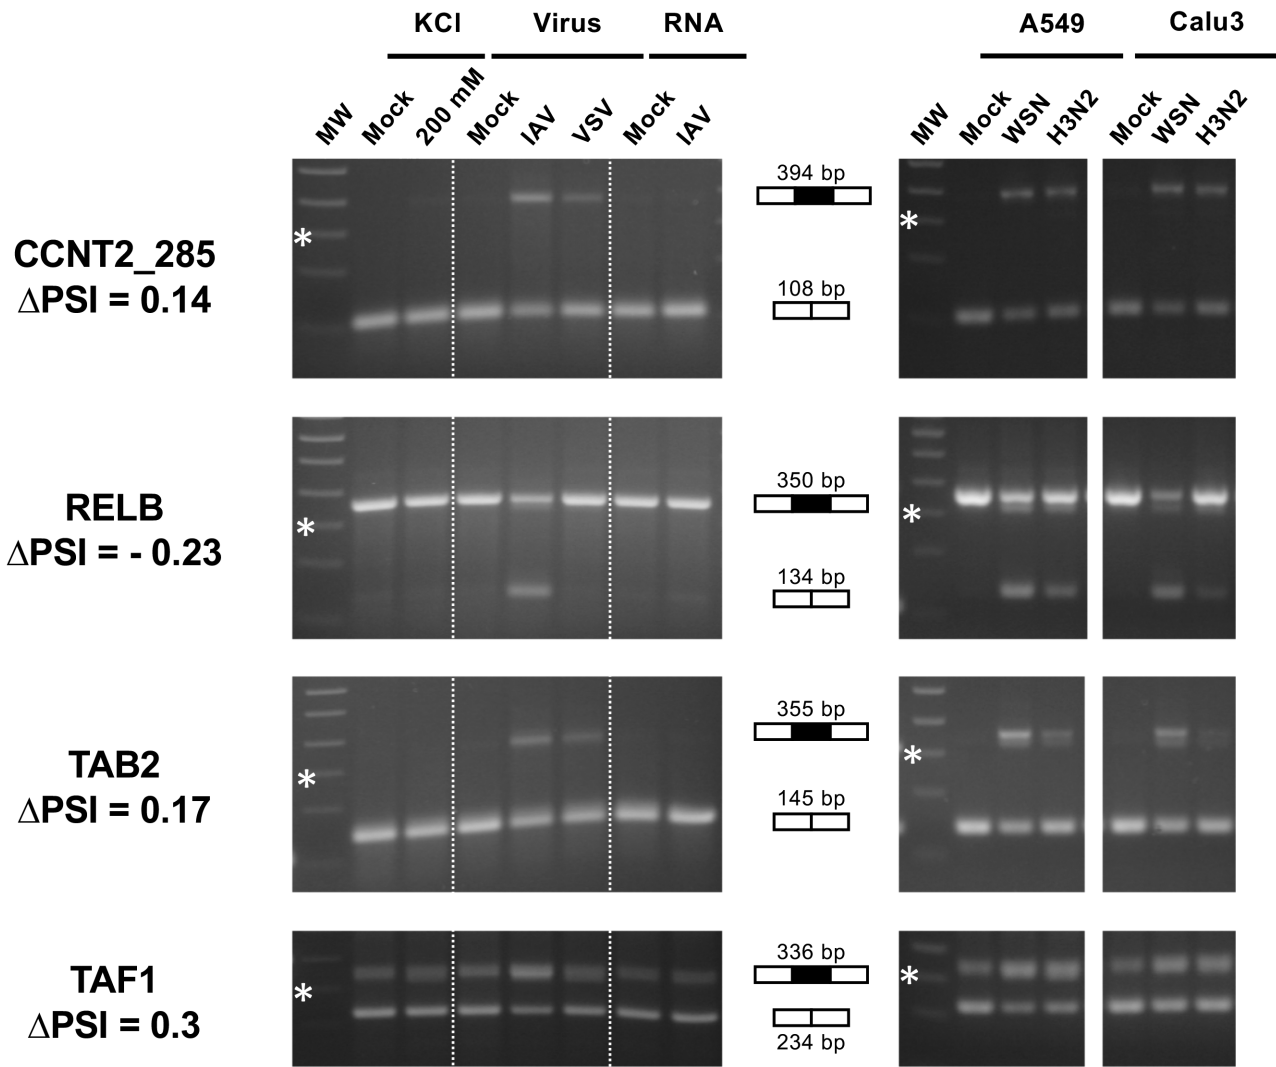 KCl Virus RNA A549 Calu3
MW Mock 200 mM Mock IAV VSV Mock IAV MW Mock WSN H3N2 Mock WSN H3N2
CCNT2_285
ΔPSI = 0.14
*
394 bp
108 bp
*
RELB
ΔPSI = - 0.23
*
350 bp
134 bp
*
TAB2
ΔPSI = 0.17
*
355 bp
145 bp
*
TAF1
ΔPSI = 0.3
*
336 bp
234 bp
*